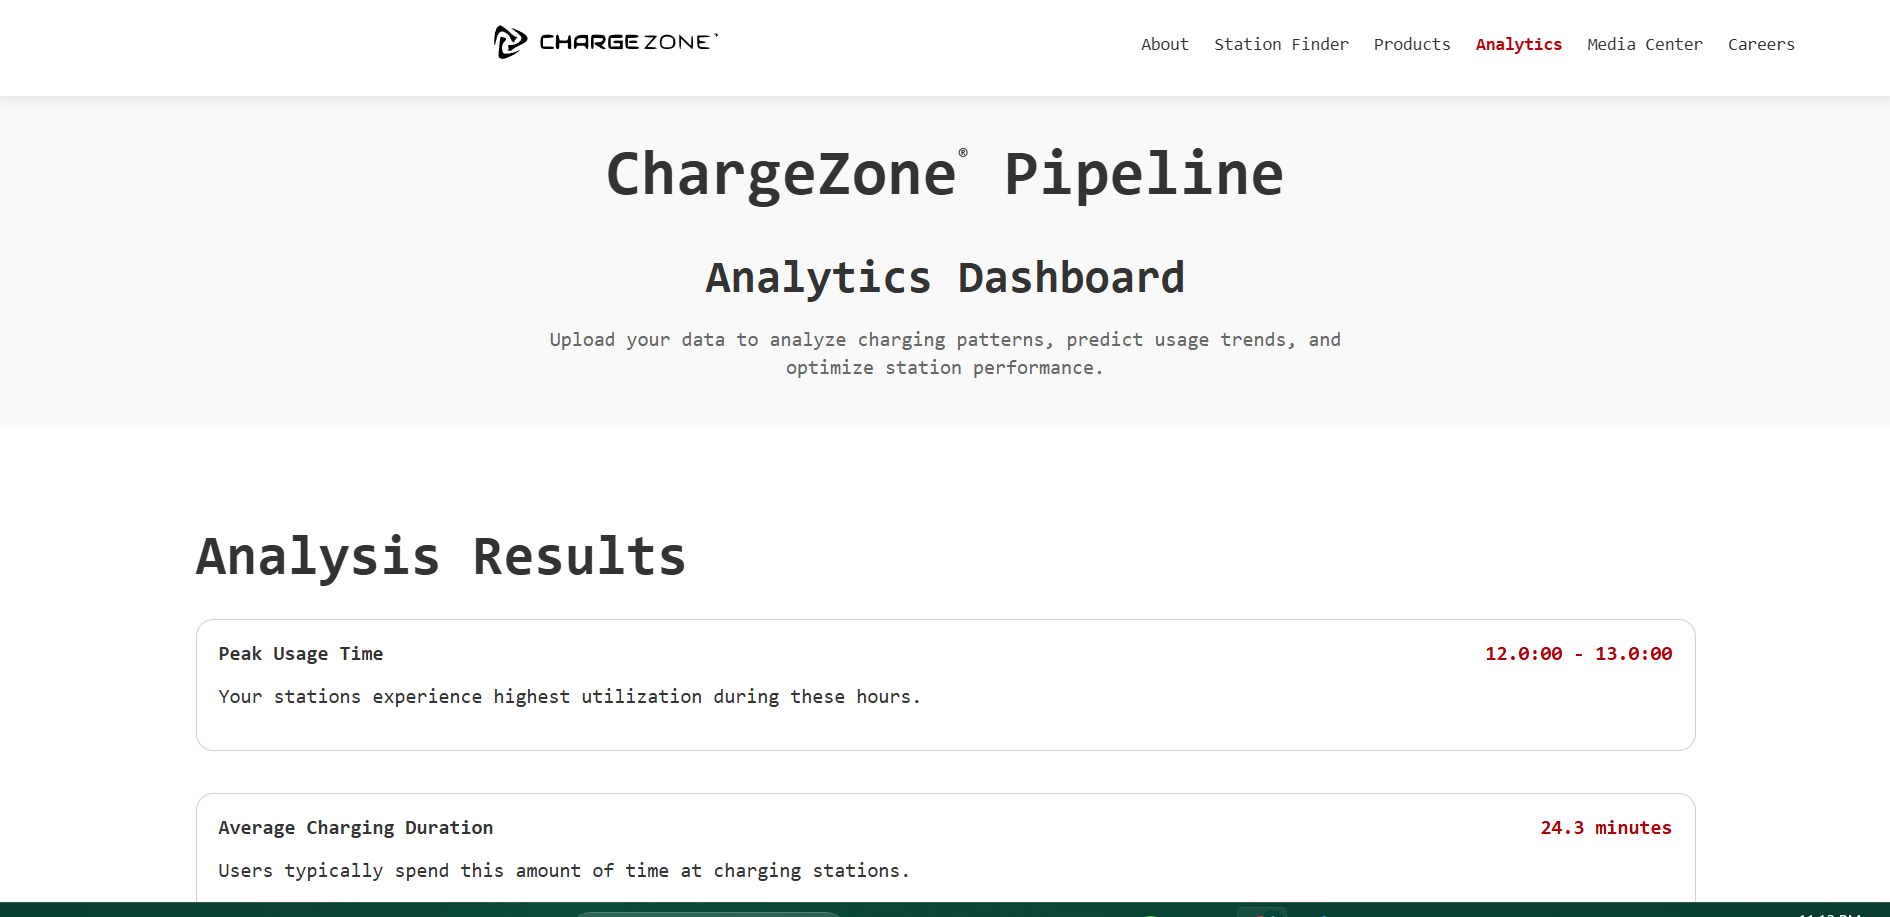 CHARGEZONE
About Station Finder Products Analytics Media Center Careers
ChargeZone® Pipeline
Analytics Dashboard
Upload your data to analyze charging patterns, predict usage trends, and
optimize station performance.
Analysis Results
Peak Usage Time 12.0:00 - 13.0:00
Your stations experience highest utilization during these hours.
Average Charging Duration 24.3 minutes
Users typically spend this amount of time at charging stations.